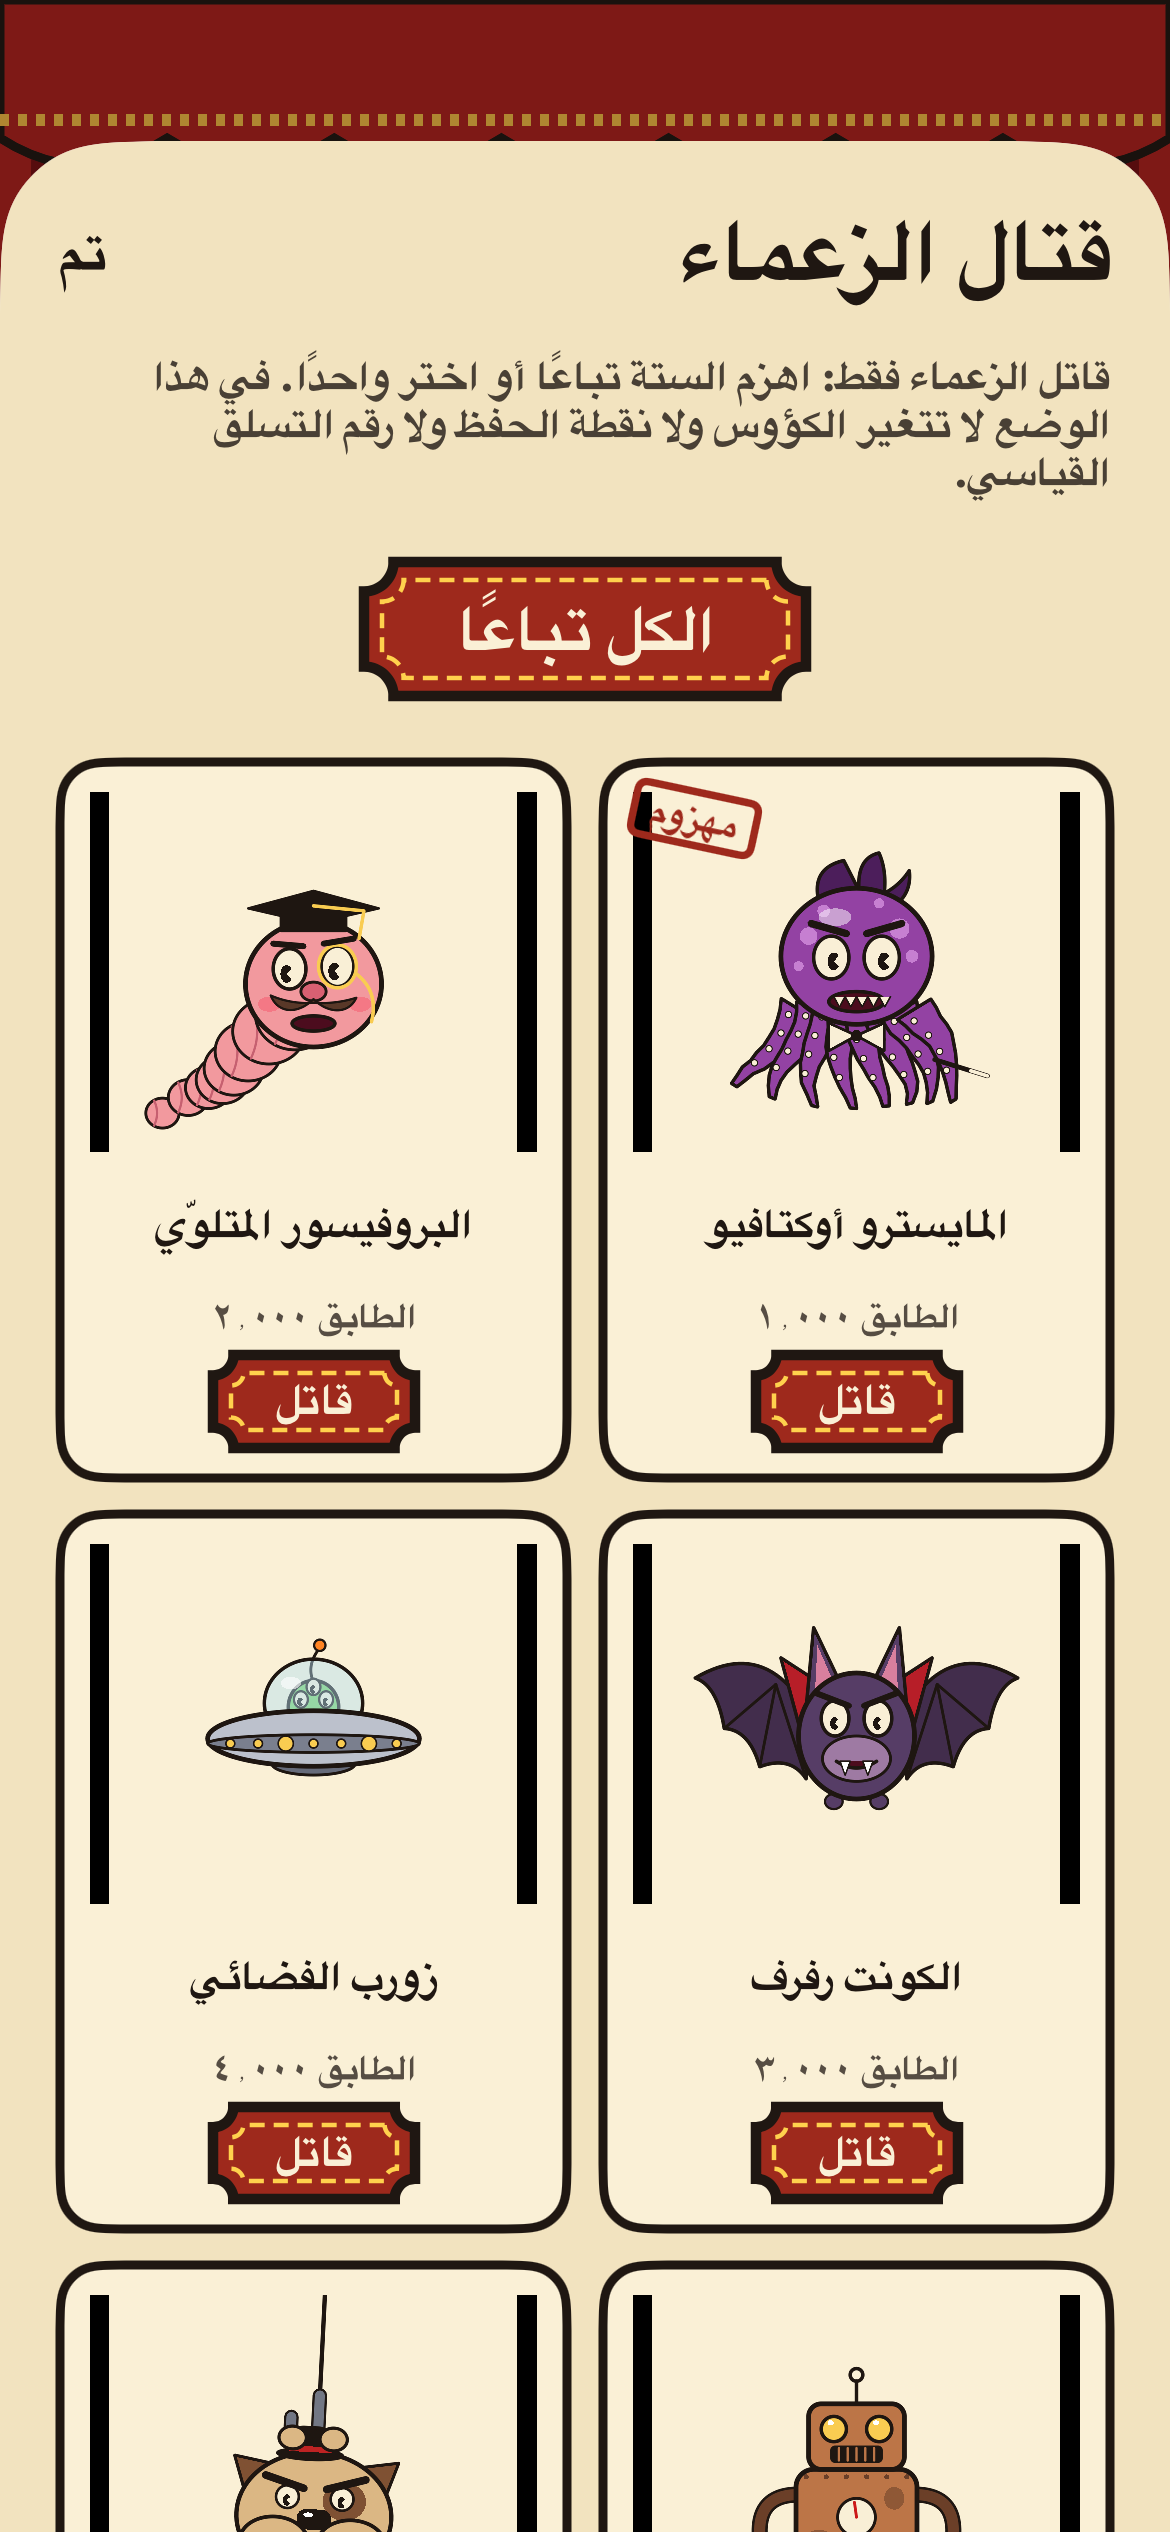 قتال الزعماء
تم
قاتل الزعماء فقط: اهزم الستة تباعًا أو اختر واحدًا. في هذا
الوضع لا تتغير الكؤوس ولا نقطة الحفظ ولا رقم التسلق
القياسي.
الكل تباعًا
مهزوم
المايسترو أوكتافيو
الطابق ١,٠٠٠
قاتل
البروفيسور المتلوّي
الطابق ٢,٠٠٠
قاتل
الكونت رفرف
الطابق ٣,٠٠٠
قاتل
زورب الفضائي
الطابق ٤,٠٠٠
قاتل